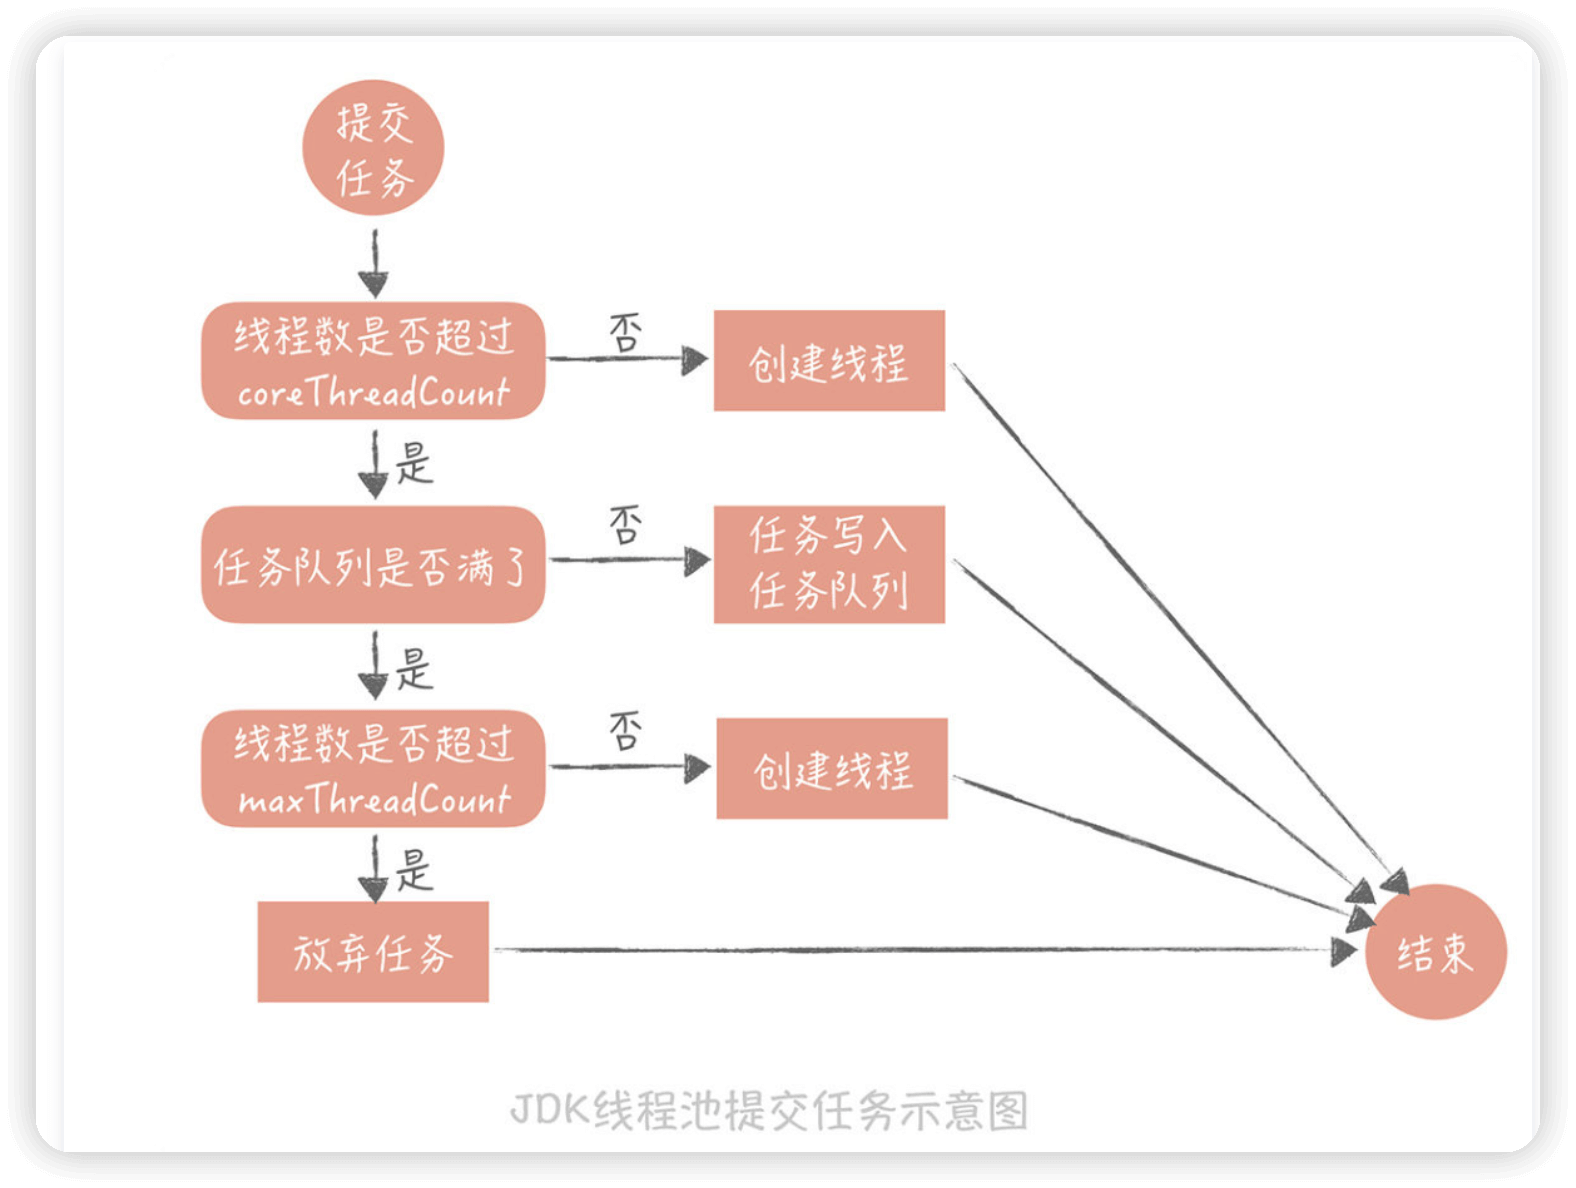 提交
任务
线程数是否超过
coreThreadCount
否
创建线程
是
任务队列是否满了
否
任务写入
任务队列
是
线程数是否超过
maxThreadCount
否
创建线程
是
放弃任务
结束
JDK线程池提交任务示意图